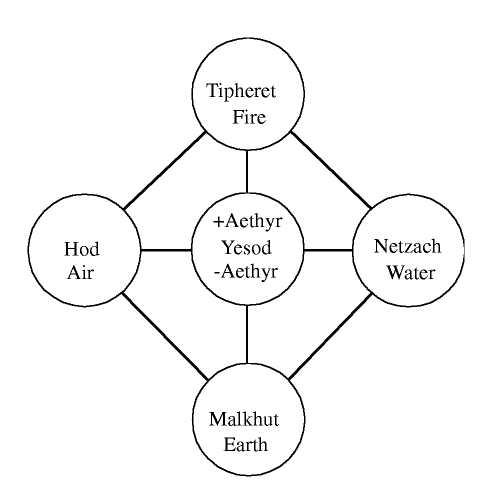 Tipheret
Fire
Hod
Air
+Aethyr
Yesod
-Aethyr
Netzach
Water
Malkhut
Earth